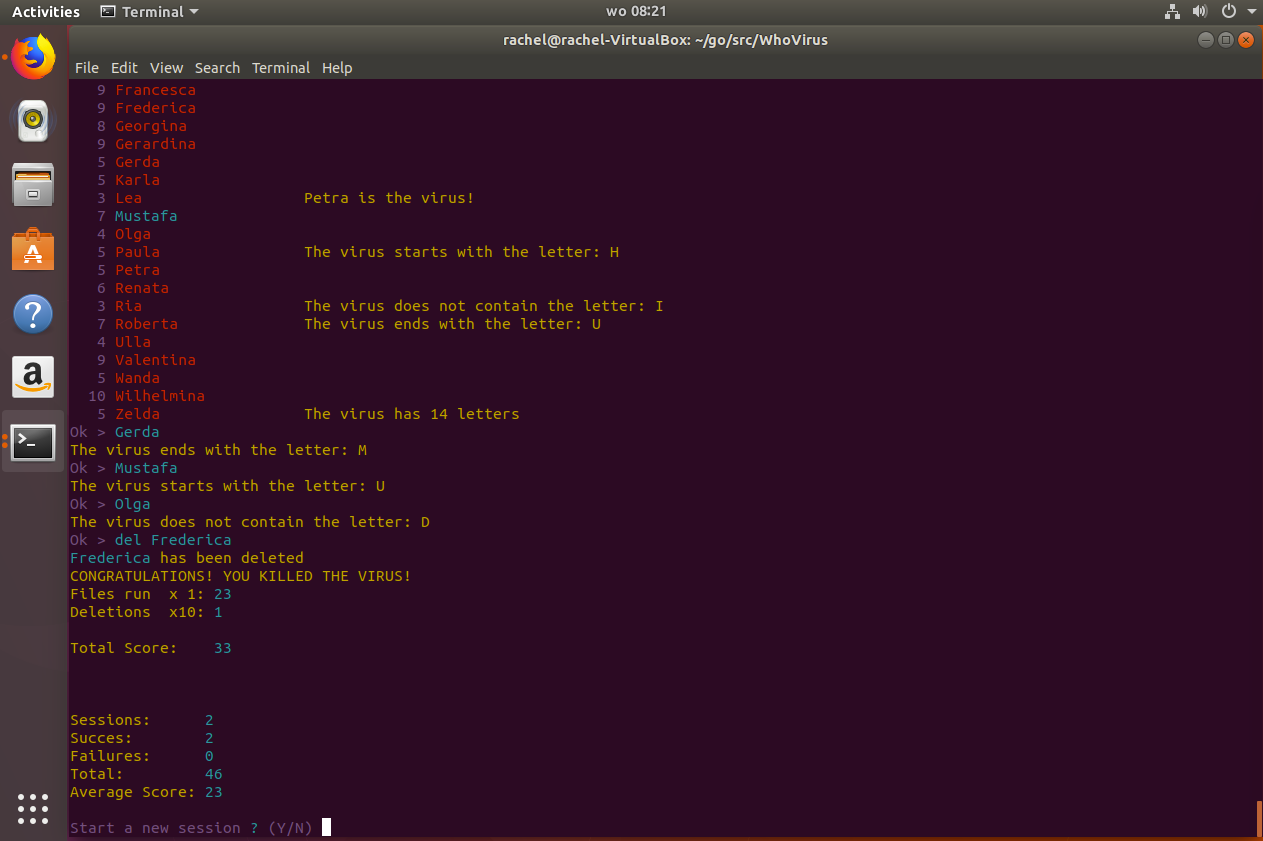 Activities Terminal wo 08:21
rachel@rachel-VirtualBox: ~/go/src/WhoVirus
File Edit View Search Terminal Help
9 Francesca
9 Frederica
8 Georgina
9 Gerardina
5 Gerda
5 Karla
3 Lea Petra is the virus!
7 Mustafa
4 Olga
5 Paula The virus starts with the letter: H
5 Petra
6 Renata
3 Ria The virus does not contain the letter: I
7 Roberta The virus ends with the letter: U
4 Ulla
9 Valentina
5 Wanda
10 Wilhelmina
5 Zelda The virus has 14 letters
Ok > Gerda
The virus ends with the letter: M
Ok > Mustafa
The virus starts with the letter: U
Ok > Olga
The virus does not contain the letter: D
Ok > del Frederica
Frederica has been deleted
CONGRATULATIONS! YOU KILLED THE VIRUS!
Files run x 1: 23
Deletions x10: 1
Total Score: 33
Sessions: 2
Succes: 2
Failures: 0
Total: 46
Average Score: 23
Start a new session ? (Y/N)